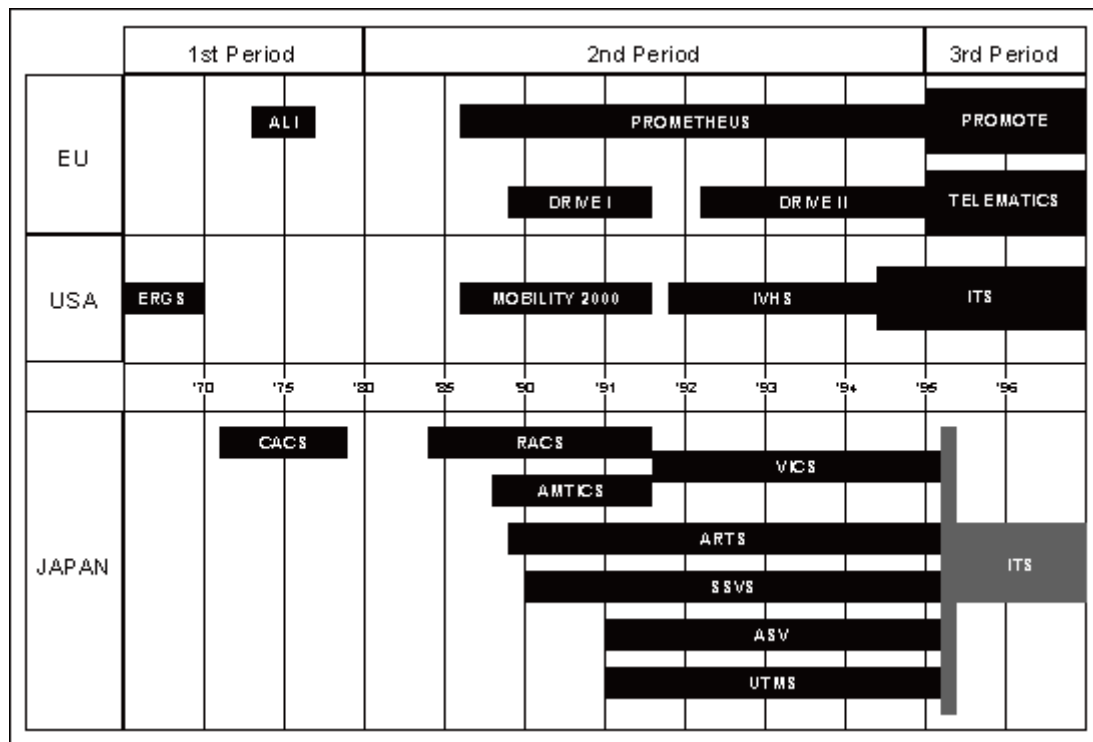 1st Period 2nd Period 3rd Period
EU
ALI PROMETHEUS PROMOTE
DRIVE I DRIVE II TELEMATICS
USA
ERGS MOBILITY 2000 IVHS ITS
'70 '75 '80 '85 '90 '91 '92 '93 '94 '95 '96
JAPAN
CACS RACS
VICS
AMTICS
ARTS
ITS
SSVS
ASV
UTMS